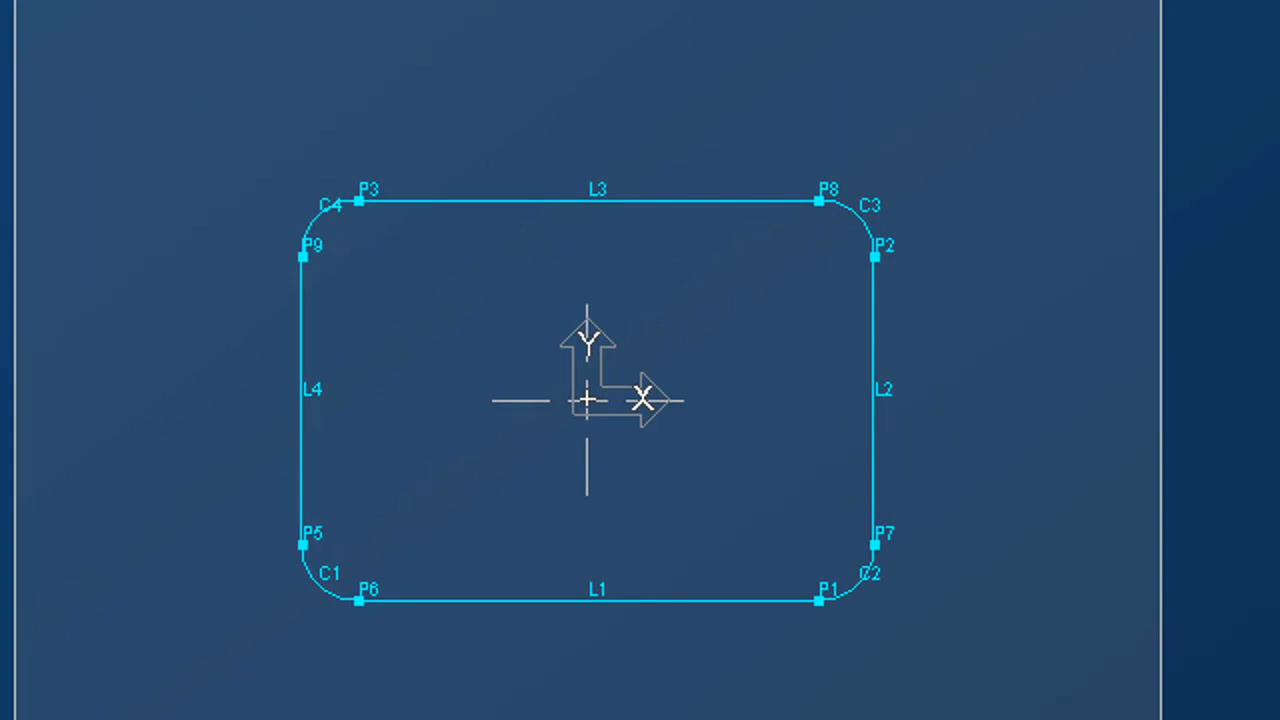 P3 L3 P8
C4 C3
P9 P2
Y
L4 X L2
P5 P7
C1 C2
P6 L1 P1